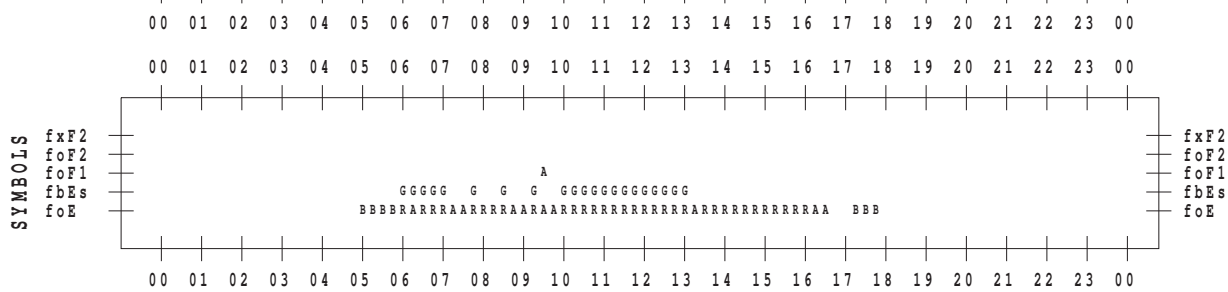 00 01 02 03 04 05 06 07 08 09 10 11 12 13 14 15 16 17 18 19 20 21 22 23 00
00 01 02 03 04 05 06 07 08 09 10 11 12 13 14 15 16 17 18 19 20 21 22 23 00
SYMBOLS
fxF2 fxF2
foF2 foF2
foF1 A foF1
fbEs GGGGG G G G GGGGGGGGGGGGG fbEs
foE BBBBRARRRAARRRRAARAARRRRRRRRRRRRRARRRRRRRRRRRAA BBB foE
00 01 02 03 04 05 06 07 08 09 10 11 12 13 14 15 16 17 18 19 20 21 22 23 00